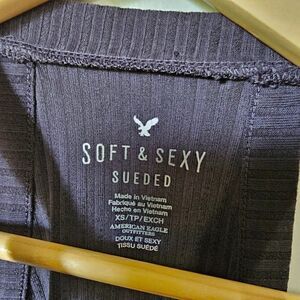 SOFT & SEXY
SUEDED
Made in Vietnam
Fabriqué au Vietnam
Hecho en Vietnam
XS/TP/EXCH
AMERICAN EAGLE
OUTFITTERS
DOUX ET SEXY
TISSU SUÉDÉ